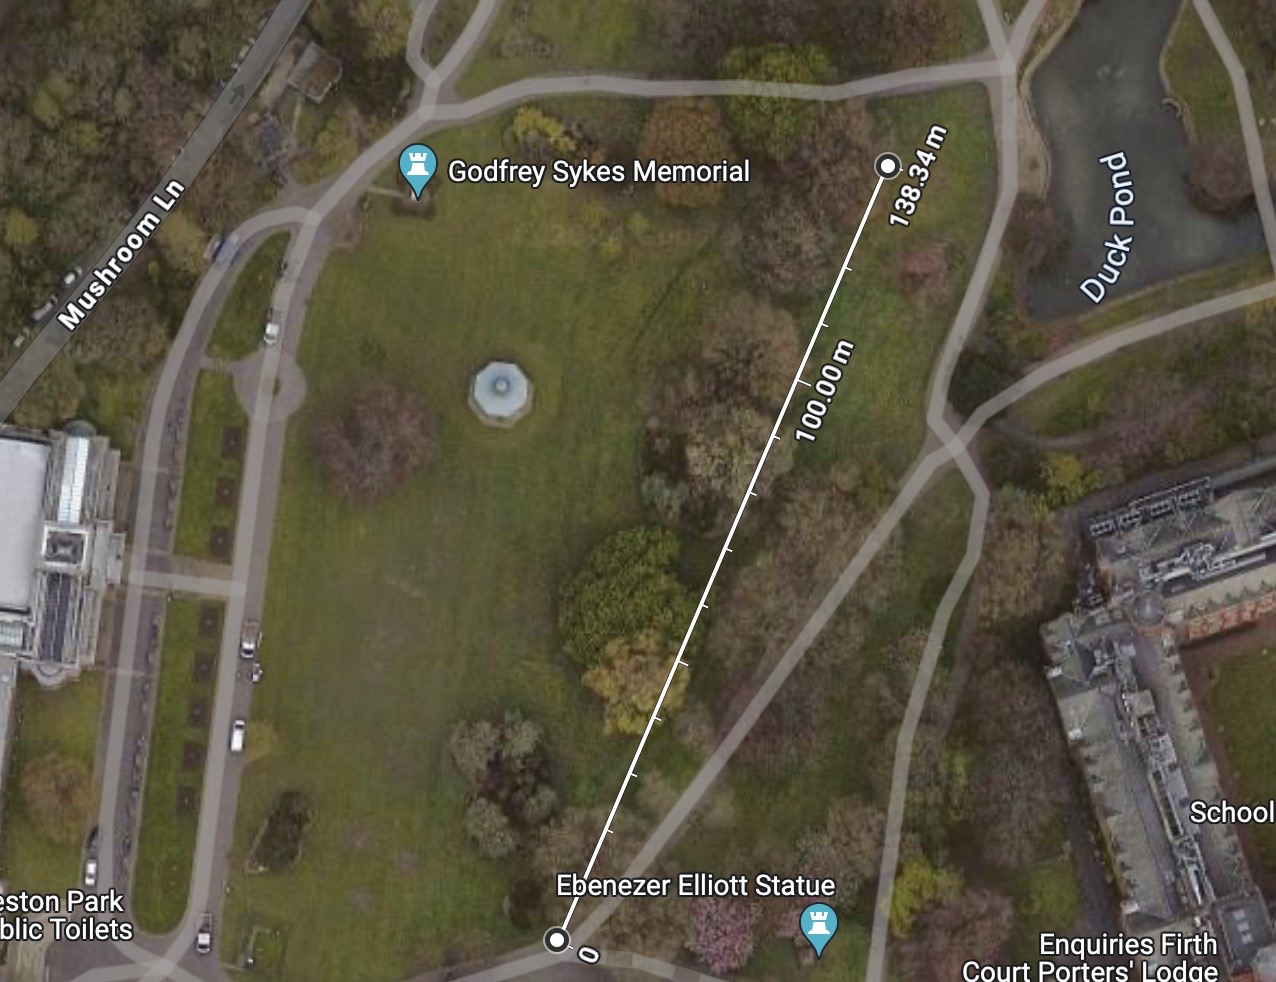 Godfrey Sykes Memorial
138.34 m
Mushroom Ln
Duck Pond
100.00 m
School
Ebenezer Elliott Statue
0
eston Park
blic Toilets
Enquiries Firth
Court Porters' Lodge